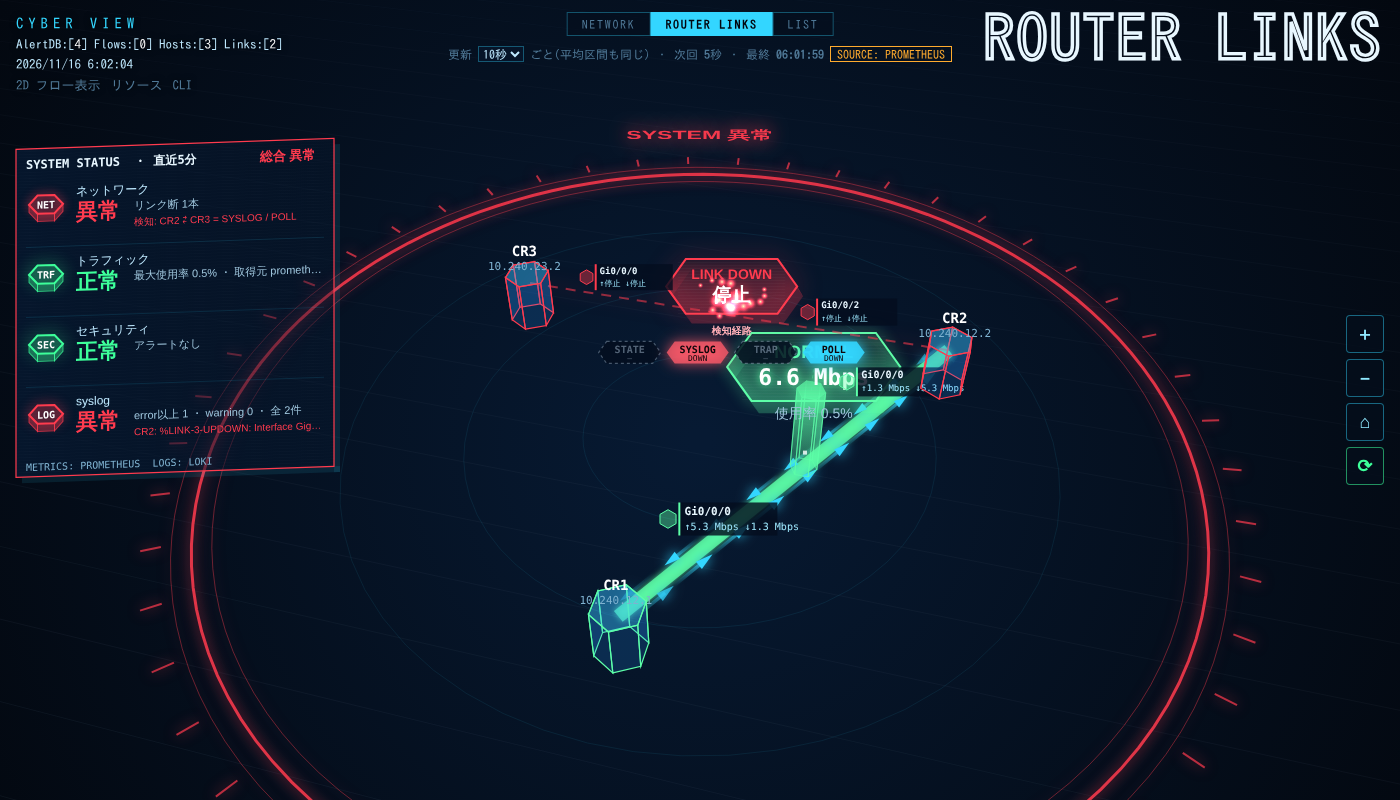 CYBER VIEW
AlertDB:[4] Flows:[0] Hosts:[3] Links:[2]
2026/11/16 6:02:04
2D フロー表示 リソース CLI
NETWORK ROUTER LINKS LIST
更新 10秒 ごと(平均区間も同じ) · 次回 5秒 · 最終 06:01:59 SOURCE: PROMETHEUS
ROUTER LINKS
SYSTEM 異常
SYSTEM STATUS · 直近5分 総合 異常
NET
ネットワーク
異常
リンク断 1本
検知: CR2 ⇄ CR3 = SYSLOG / POLL
TRF
トラフィック
正常
最大使用率 0.5% · 取得元 prometh…
SEC
セキュリティ
正常
アラートなし
LOG
syslog
異常
error以上 1 · warning 0 · 全 2件
CR2: %LINK-3-UPDOWN: Interface Gig…
METRICS: PROMETHEUS LOGS: LOKI
CR3
10.240.23.2
Gi0/0/0
↑停止 ↓停止
LINK DOWN
停止
検知経路
Gi0/0/2
↑停止 ↓停止
CR2
10.240.12.2
STATE
SYSLOG
DOWN
TRAP
POLL
DOWN
6.6 Mbp
使用率 0.5%
Gi0/0/0
↑1.3 Mbps ↓5.3 Mbps
Gi0/0/0
↑5.3 Mbps ↓1.3 Mbps
CR1
+
−
⌂
⟳